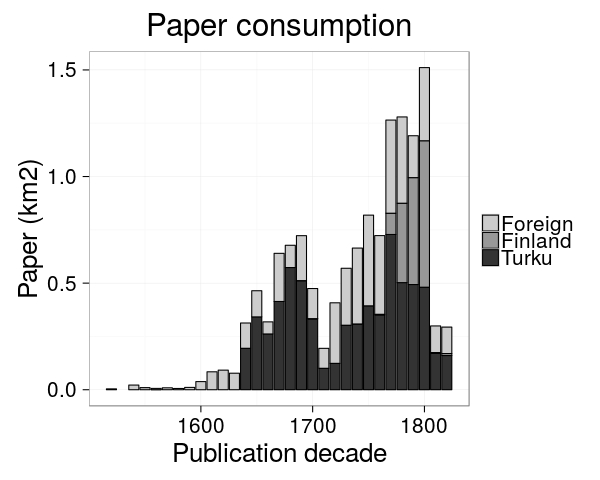 Paper consumption
1.5
1.0
0.5
0.0
Paper (km2)
1600 1700 1800
Publication decade
Foreign
Finland
Turku